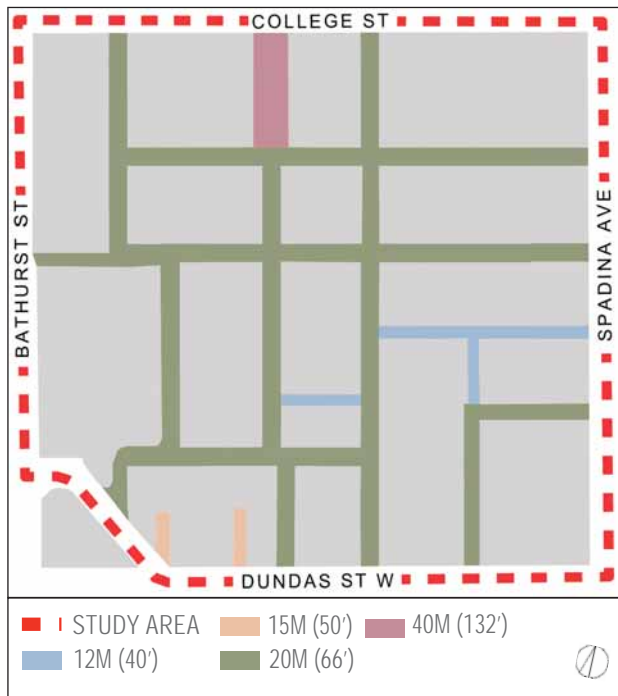 COLLEGE ST
BATHURST ST
SPADINA AVE
DUNDAS ST W
STUDY AREA 15M (50') 40M (132')
12M (40') 20M (66')